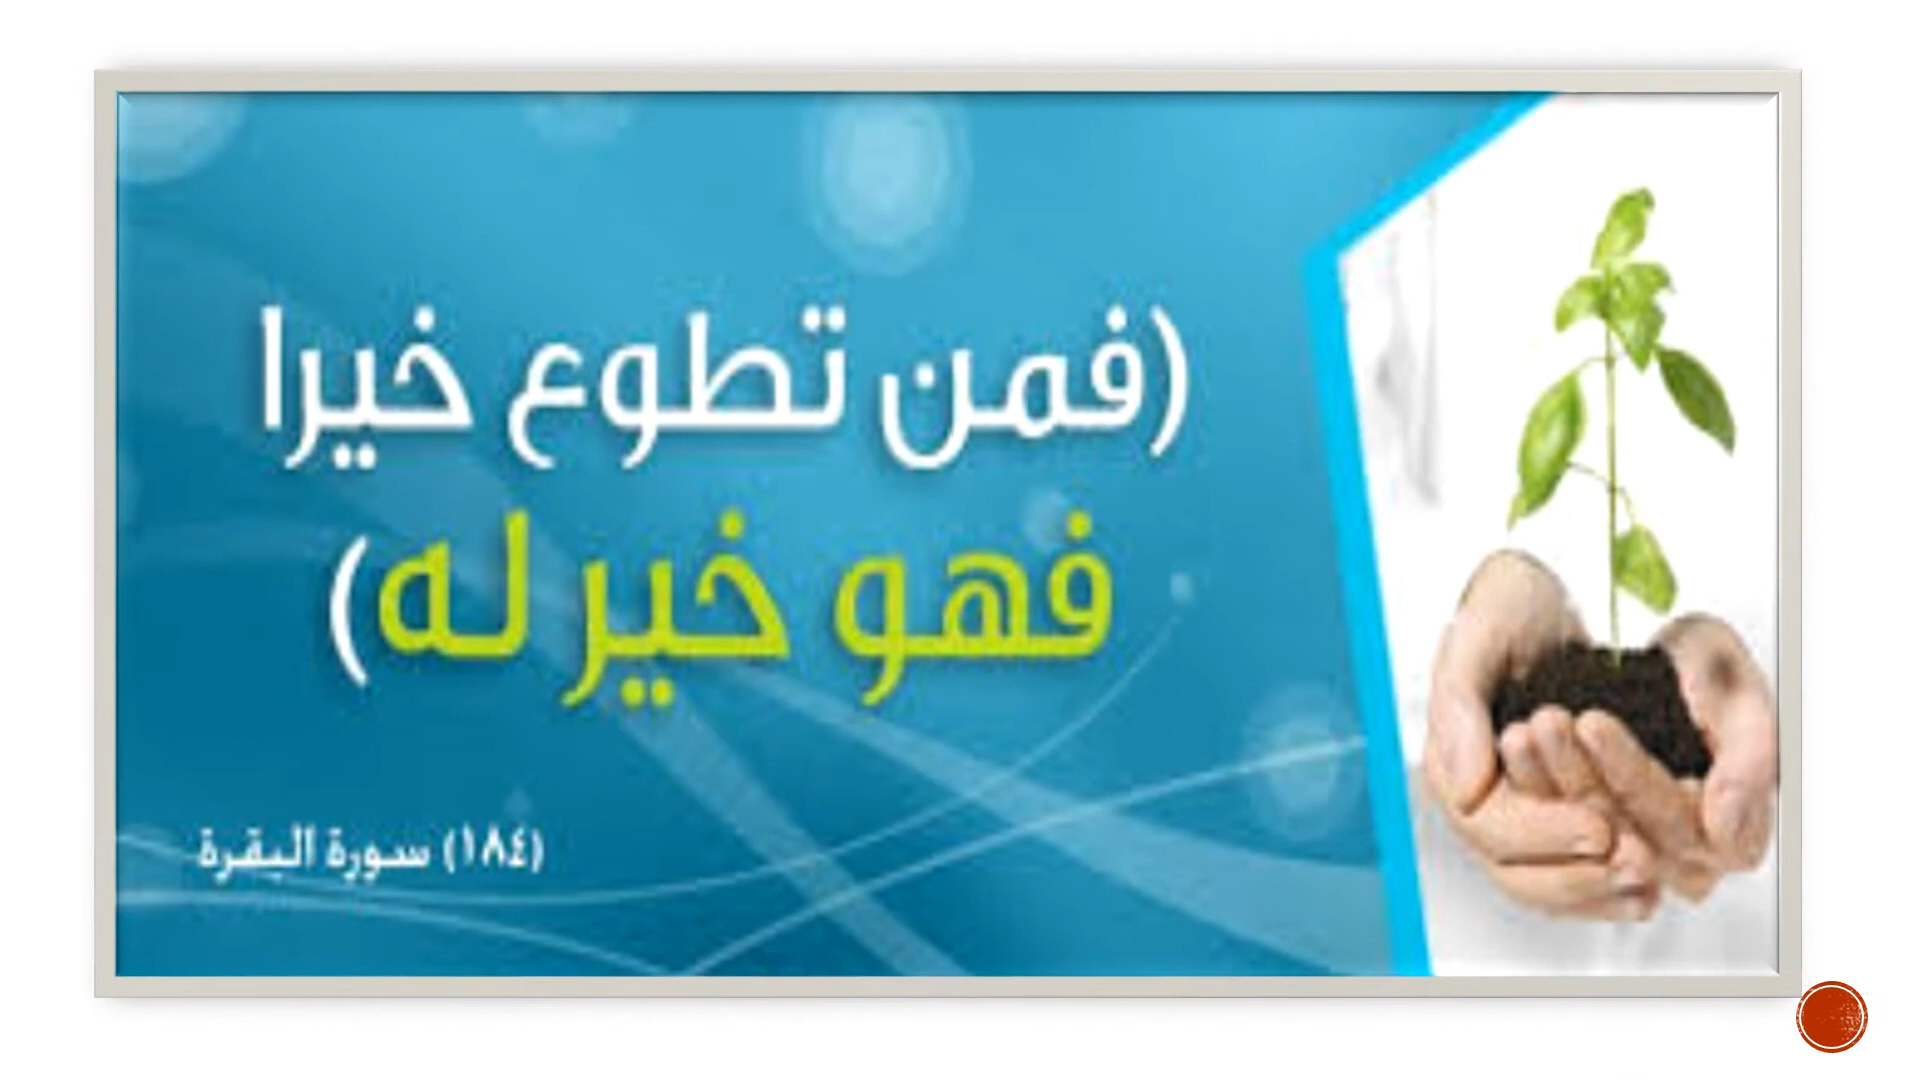 (فمن تطوع خيرا
فهو خير له)
(١٨٤) سورة البقرة